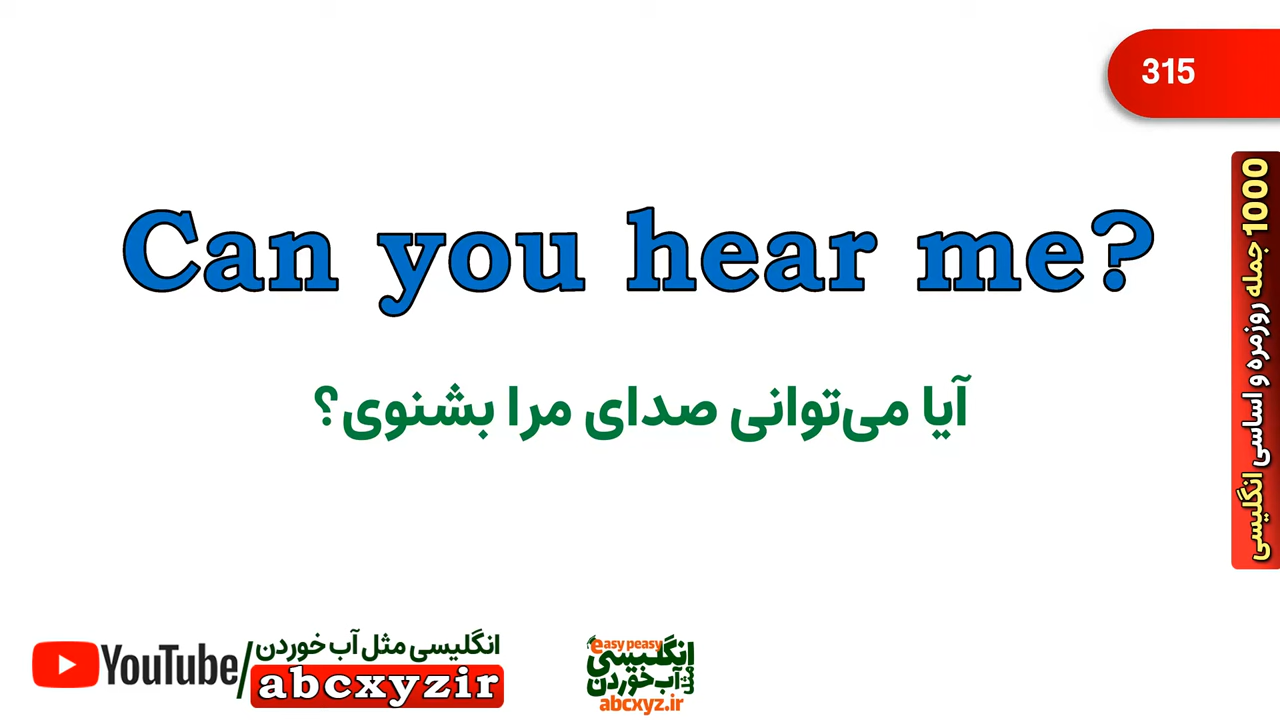 315
Can you hear me?
آیا می‌توانی صدای مرا بشنوی؟
1000 جمله روزمره و اساسی انگلیسی
YouTube/
انگلیسی مثل آب خوردن
abcxyzir
easy peasy
انگلیسی
مثل آب خوردن
abcxyz.ir